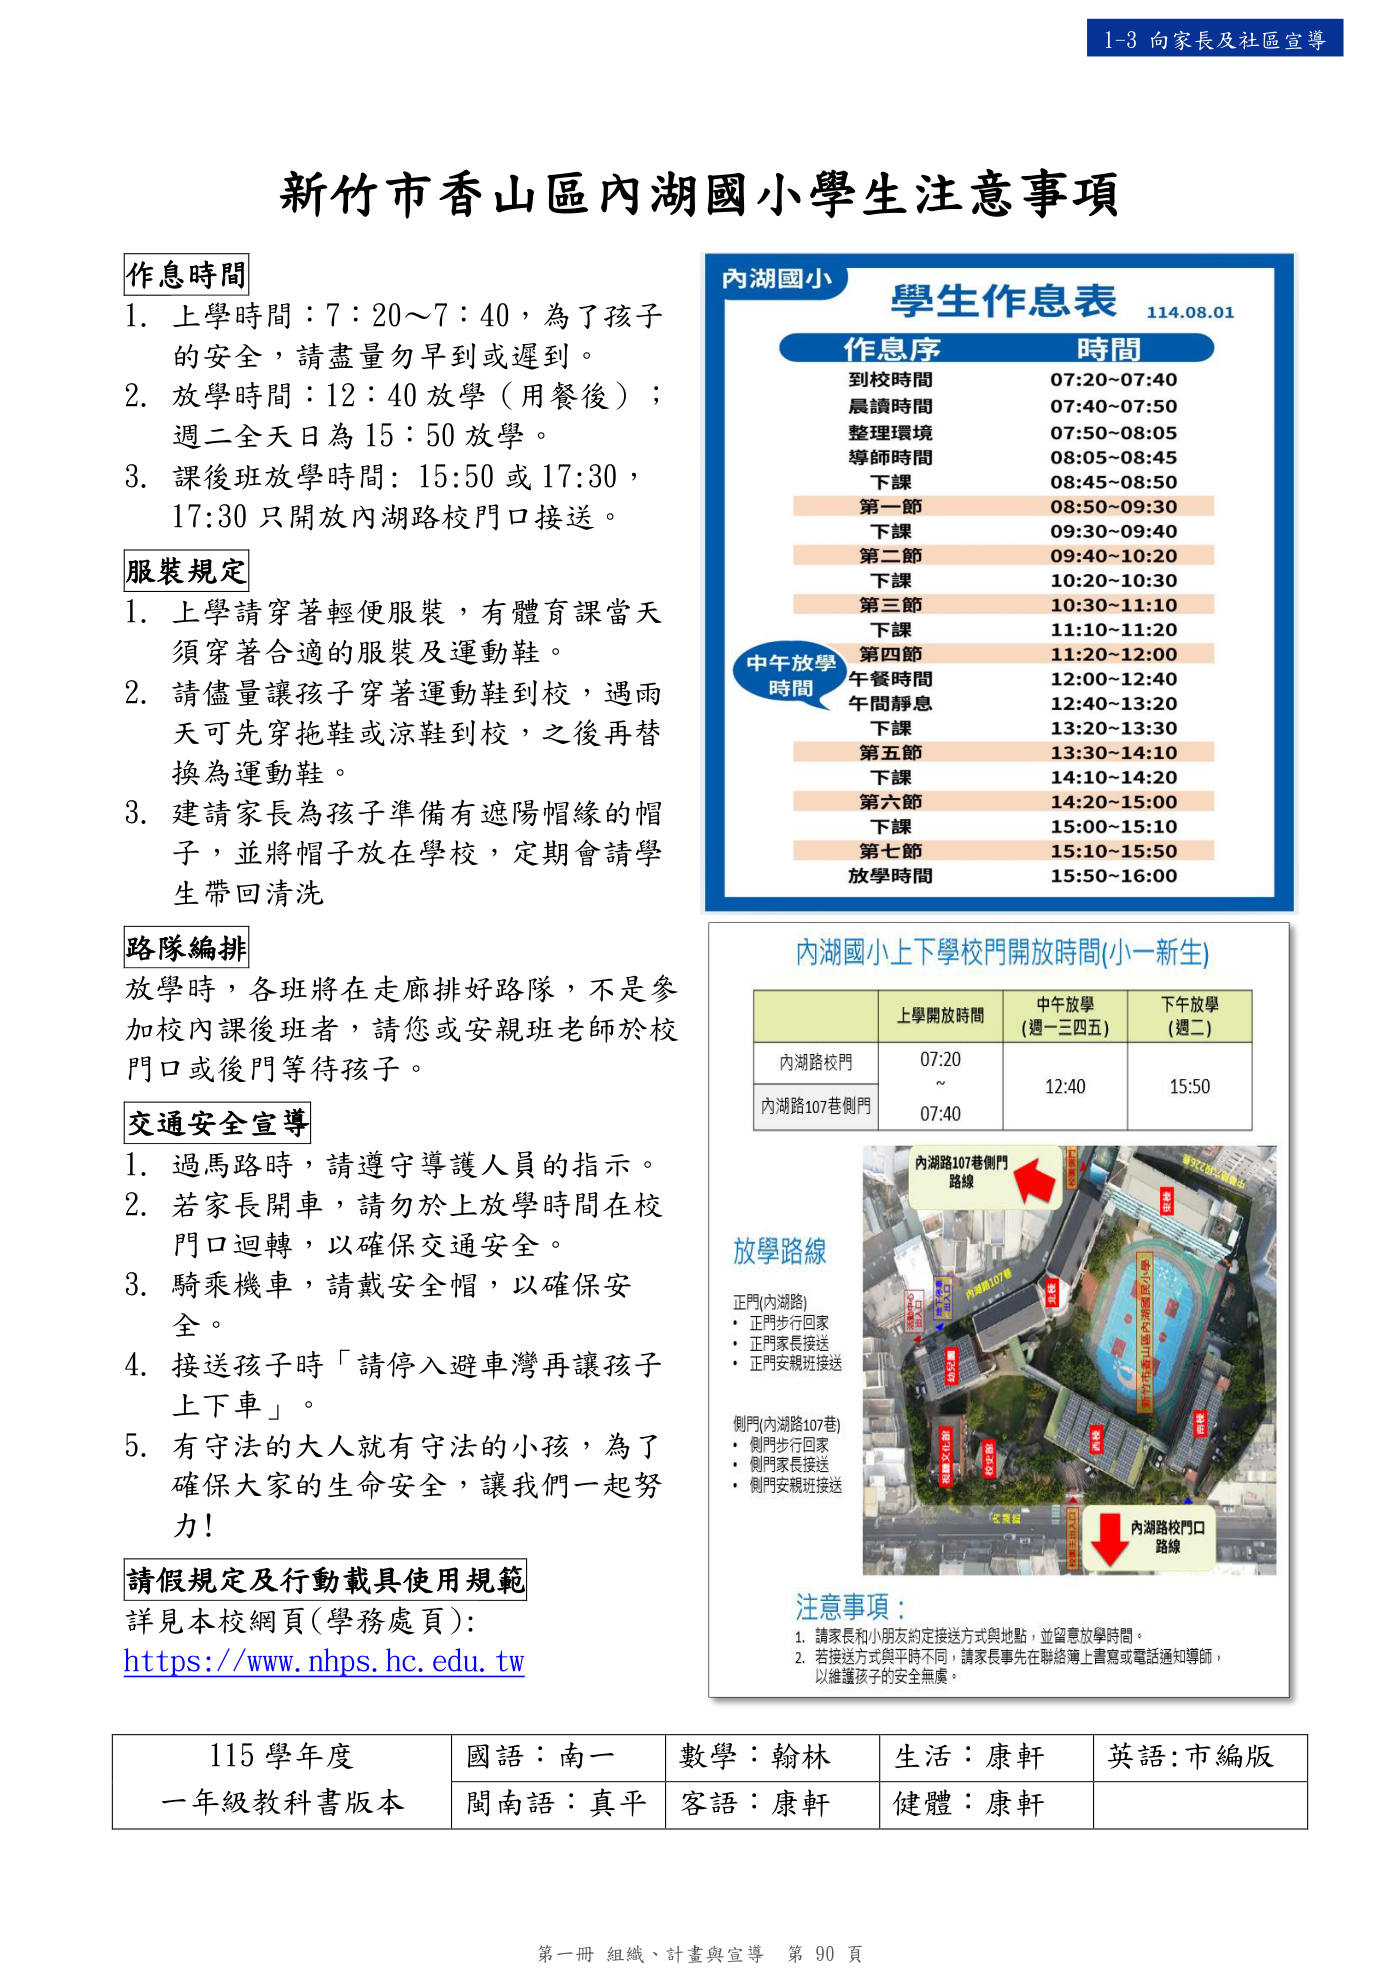 1-3 向家長及社區宣導
新竹市香山區內湖國小學生注意事項
作息時間
1. 上學時間：7：20～7：40，為了孩子
的安全，請盡量勿早到或遲到。
2. 放學時間：12：40 放學（用餐後）；
週二全天日為 15：50 放學。
3. 課後班放學時間: 15:50 或 17:30，
17:30 只開放內湖路校門口接送。
服裝規定
1. 上學請穿著輕便服裝，有體育課當天
須穿著合適的服裝及運動鞋。
2. 請儘量讓孩子穿著運動鞋到校，遇雨
天可先穿拖鞋或涼鞋到校，之後再替
換為運動鞋。
3. 建請家長為孩子準備有遮陽帽緣的帽
子，並將帽子放在學校，定期會請學
生帶回清洗
路隊編排
放學時，各班將在走廊排好路隊，不是參
加校內課後班者，請您或安親班老師於校
門口或後門等待孩子。
交通安全宣導
1. 過馬路時，請遵守導護人員的指示。
2. 若家長開車，請勿於上放學時間在校
門口迴轉，以確保交通安全。
3. 騎乘機車，請戴安全帽，以確保安
全。
4. 接送孩子時「請停入避車灣再讓孩子
上下車」。
5. 有守法的大人就有守法的小孩，為了
確保大家的生命安全，讓我們一起努
力!
請假規定及行動載具使用規範
詳見本校網頁(學務處頁):
https://www.nhps.hc.edu.tw
內湖國小
學生作息表 114.08.01
作息序 時間
到校時間 07:20~07:40
晨讀時間 07:40~07:50
整理環境 07:50~08:05
導師時間 08:05~08:45
下課 08:45~08:50
第一節 08:50~09:30
下課 09:30~09:40
第二節 09:40~10:20
下課 10:20~10:30
第三節 10:30~11:10
下課 11:10~11:20
第四節 11:20~12:00
中午放學
時間
午餐時間 12:00~12:40
午間靜息 12:40~13:20
下課 13:20~13:30
第五節 13:30~14:10
下課 14:10~14:20
第六節 14:20~15:00
下課 15:00~15:10
第七節 15:10~15:50
放學時間 15:50~16:00
內湖國小上下學校門開放時間(小一新生)
上學開放時間 中午放學 (週一三四五) 下午放學 (週二)
內湖路校門 07:20
~ 12:40 15:50
內湖路107巷側門 07:40
放學路線
正門(內湖路)
• 正門步行回家
• 正門家長接送
• 正門安親班接送
側門(內湖路107巷)
• 側門步行回家
• 側門家長接送
• 側門安親班接送
內湖路107巷側門
路線
內湖路107巷
東棟
北棟
幼兒園
新竹市香山區內湖國民小學
西棟
南棟
校史館
內湖路
內湖路校門口
路線
注意事項：
1. 請家長和小朋友約定接送方式與地點，並留意放學時間。
2. 若接送方式與平時不同，請家長事先在聯絡簿上書寫或電話通知導師，
以維護孩子的安全無虞。
115 學年度
一年級教科書版本
國語：南一 數學：翰林 生活：康軒 英語:市編版
閩南語：真平 客語：康軒 健體：康軒
第一冊 組織、計畫與宣導 第 90 頁